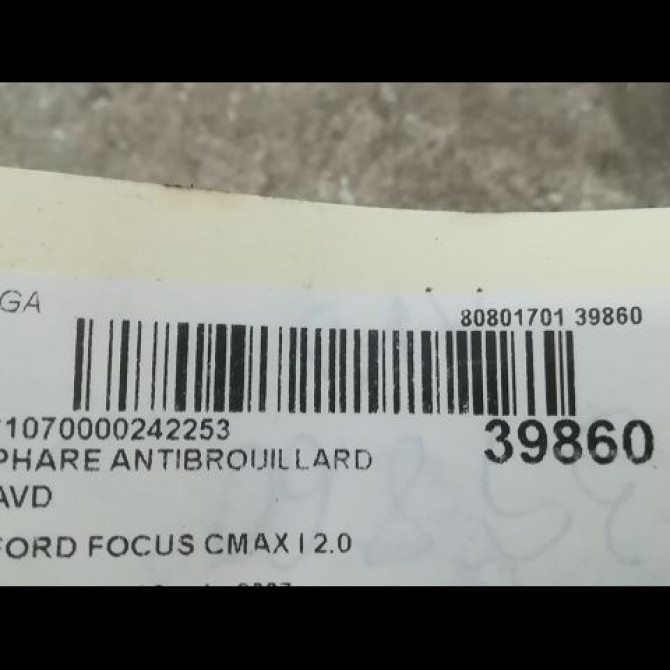 GA
80801701 39860
1070000242253
39860
PHARE ANTIBROUILLARD
AVD
FORD FOCUS CMAX I 2.0